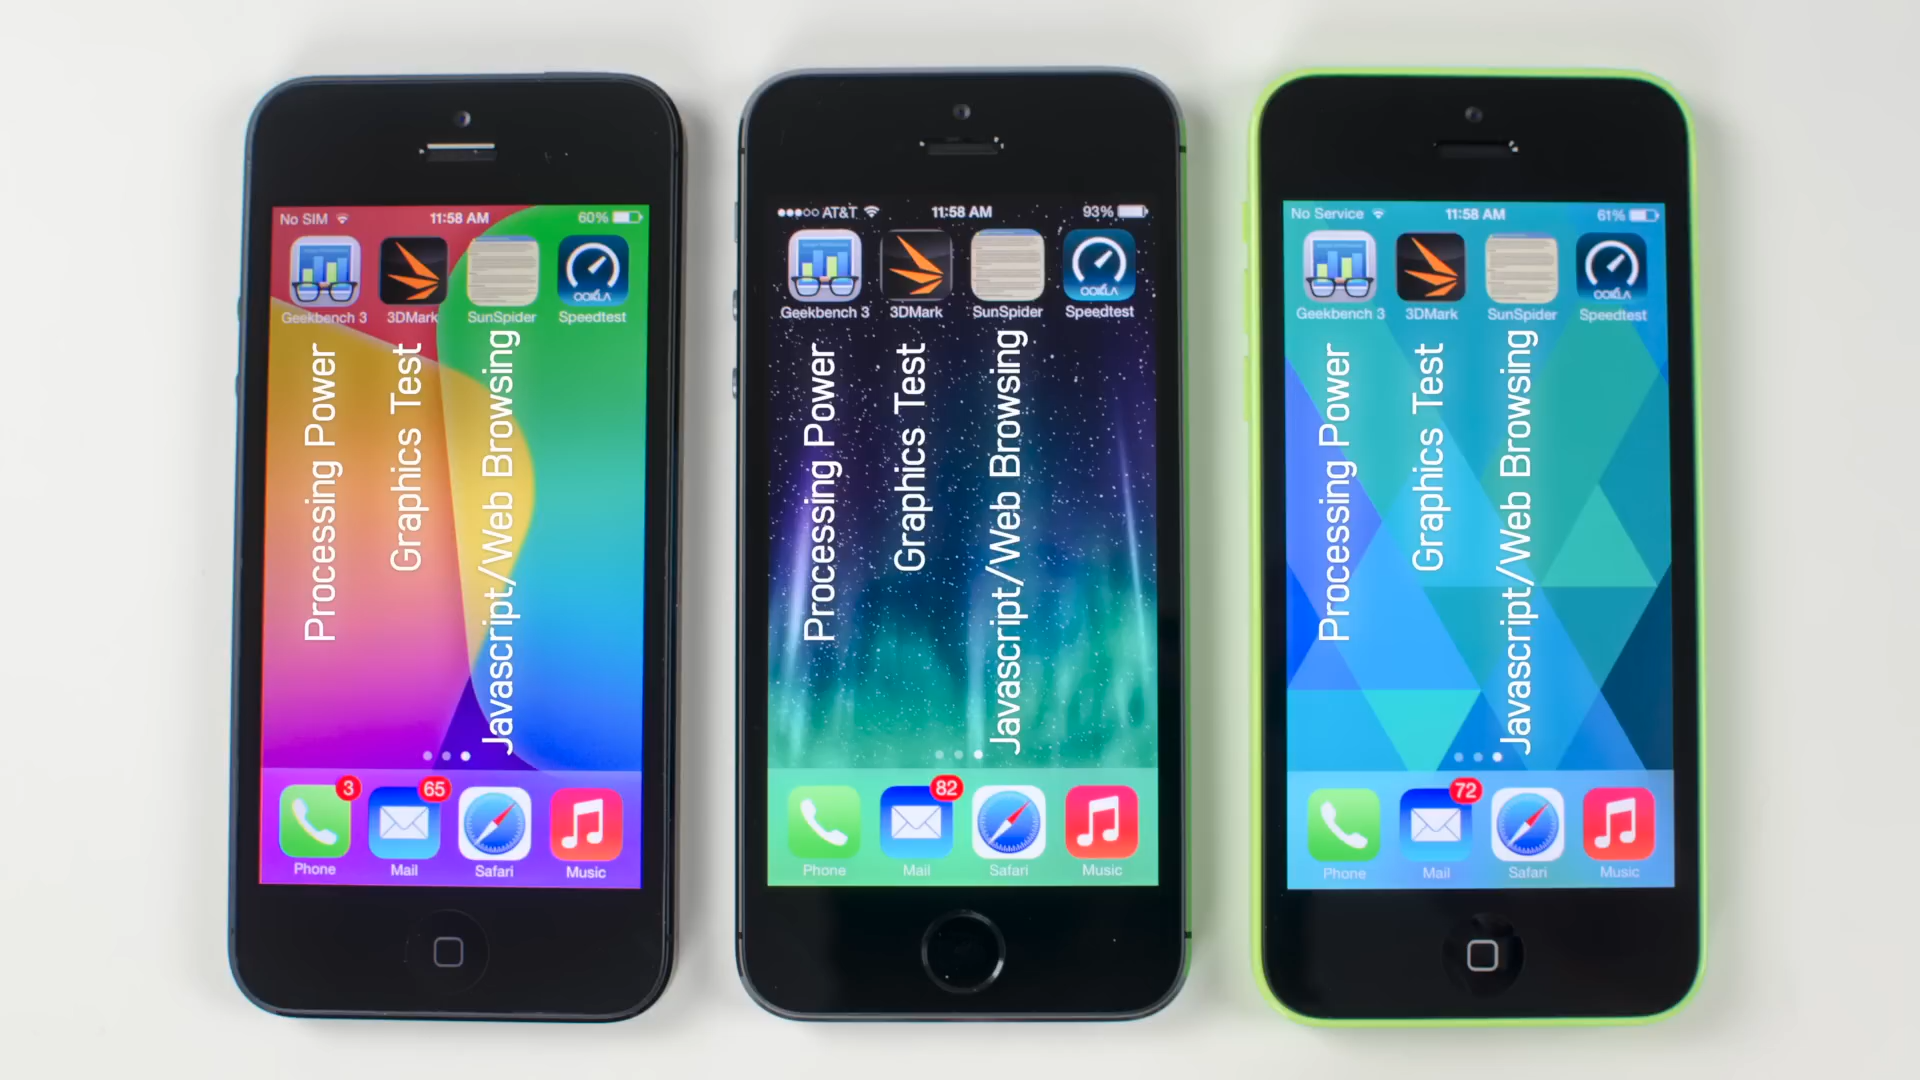 No SIM 11:58 AM 60%
Geekbench 3 3DMark SunSpider Speedtest
OOKLA
Processing Power
Graphics Test
Javascript/Web Browsing
3 65
Phone Mail Safari Music
AT&T 11:58 AM 93%
Geekbench 3 3DMark SunSpider Speedtest
OOKLA
Processing Power
Graphics Test
Javascript/Web Browsing
82
Phone Mail Safari Music
No Service 11:58 AM 61%
Geekbench 3 3DMark SunSpider Speedtest
OOKLA
Processing Power
Graphics Test
Javascript/Web Browsing
72
Phone Mail Safari Music